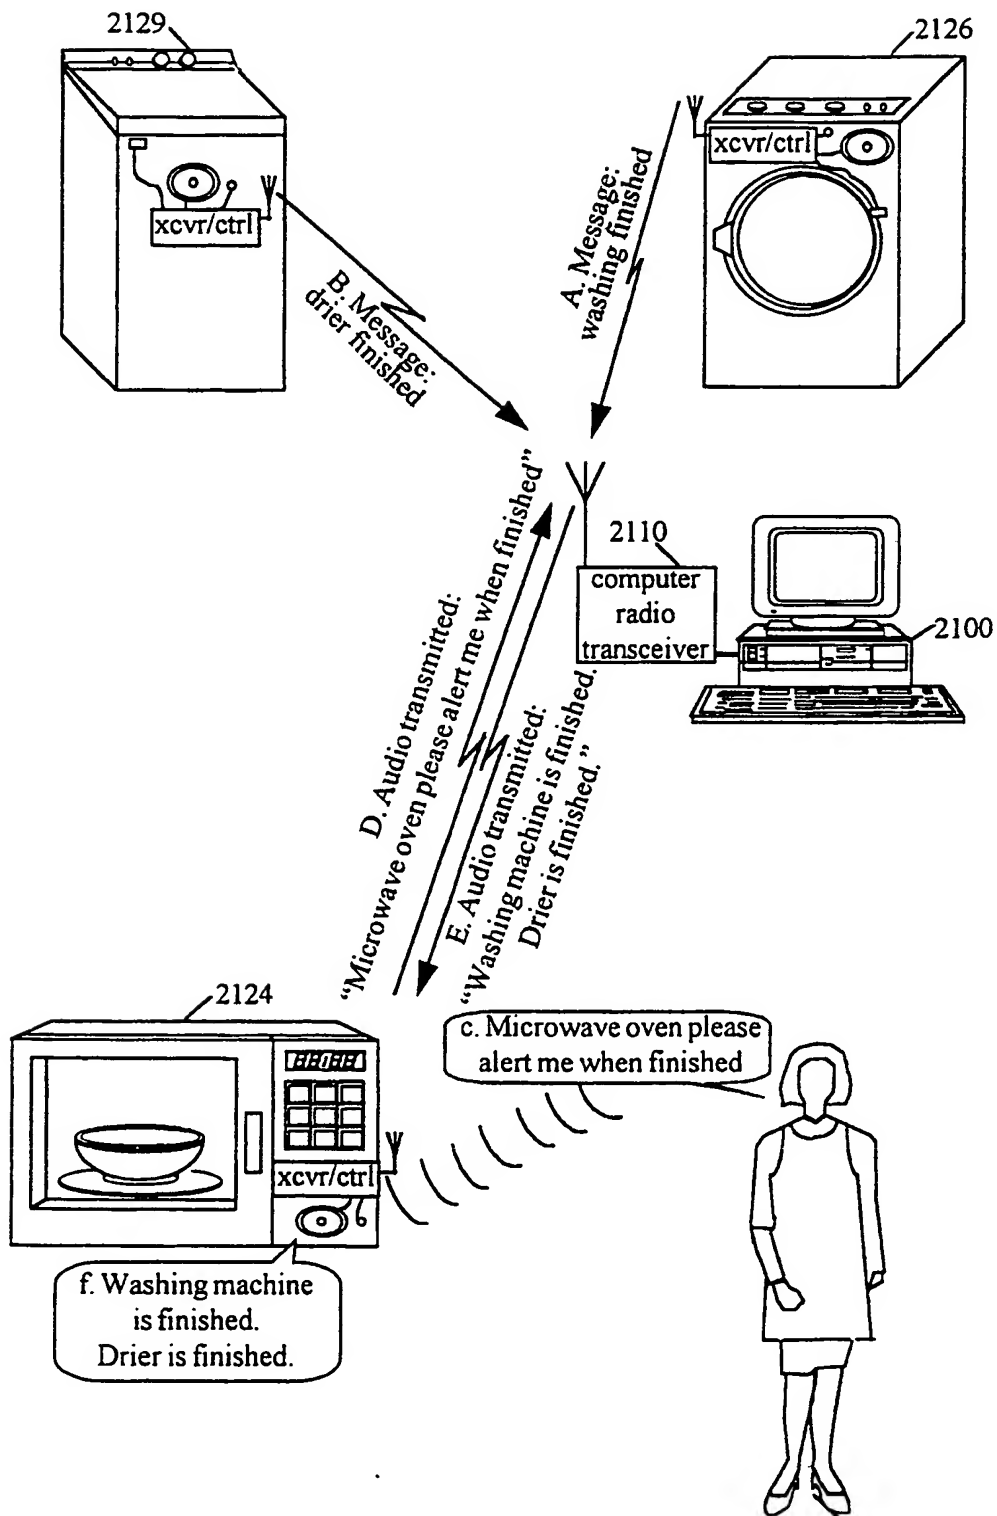 2129
2126
xcvr/ctrl
xcvr/ctrl
A. Message:
washing finished
B. Message:
drier finished
2110
computer
radio
transceiver
2100
D. Audio transmitted:
“Microwave oven please alert me when finished”
E. Audio transmitted:
“Washing machine is finished.
Drier is finished.”
2124
c. Microwave oven please
alert me when finished
xcvr/ctrl
f. Washing machine
is finished.
Drier is finished.